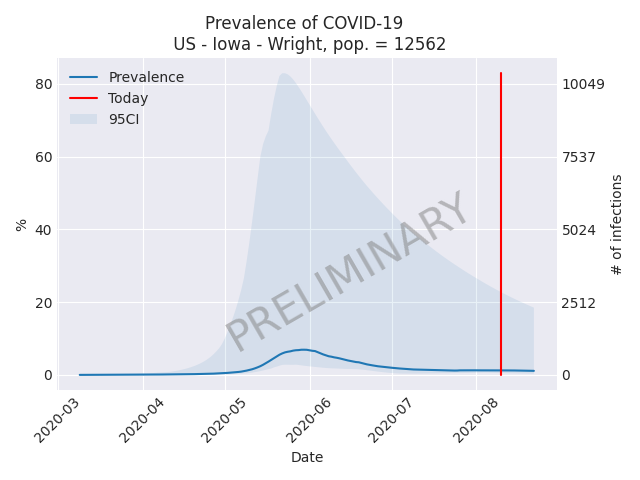 Prevalence of COVID-19
US - Iowa - Wright, pop. = 12562
Prevalence
Today
95CI
80
60
40
20
0
%
10049
7537
5024
2512
0
# of infections
PRELIMINARY
2020-03
2020-04
2020-05
2020-06
2020-07
2020-08
Date